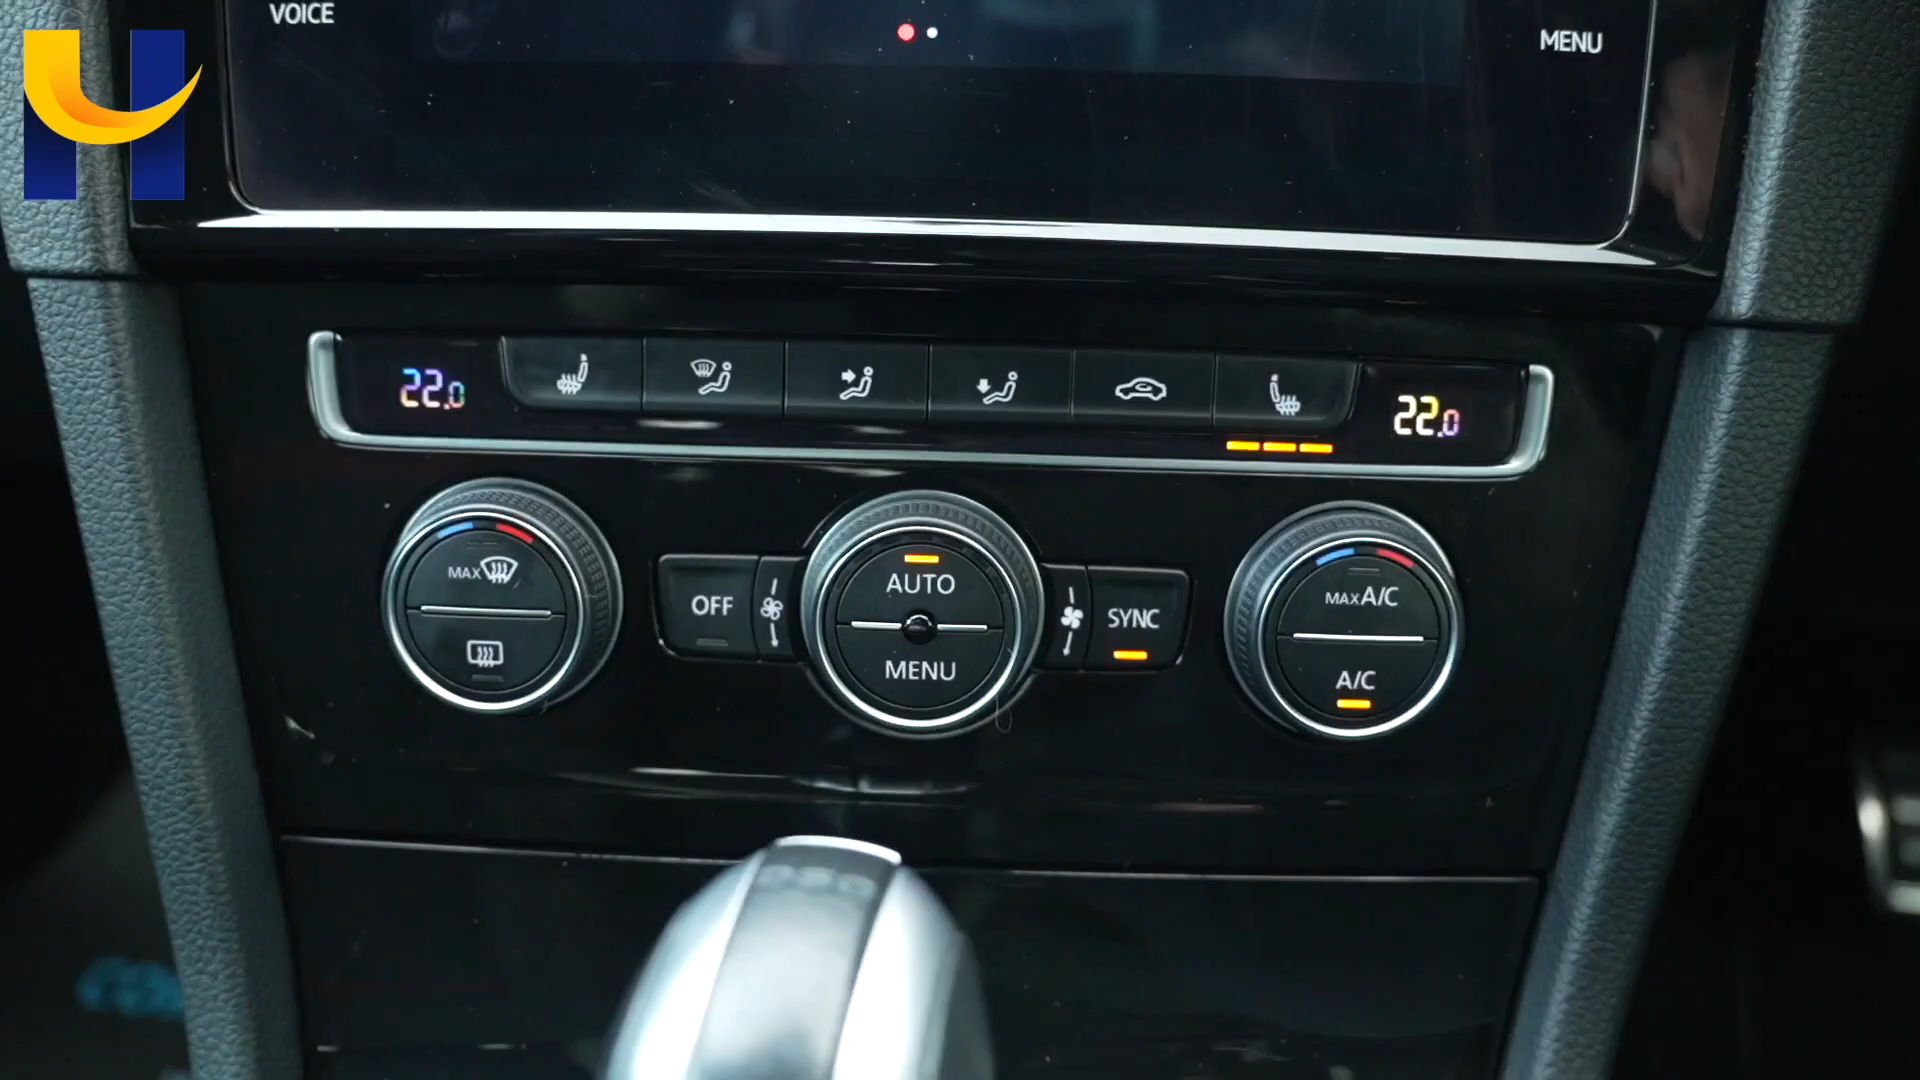 VOICE
MENU
22.0
22.0
MAX
OFF
AUTO
MENU
SYNC
MAX A/C
A/C